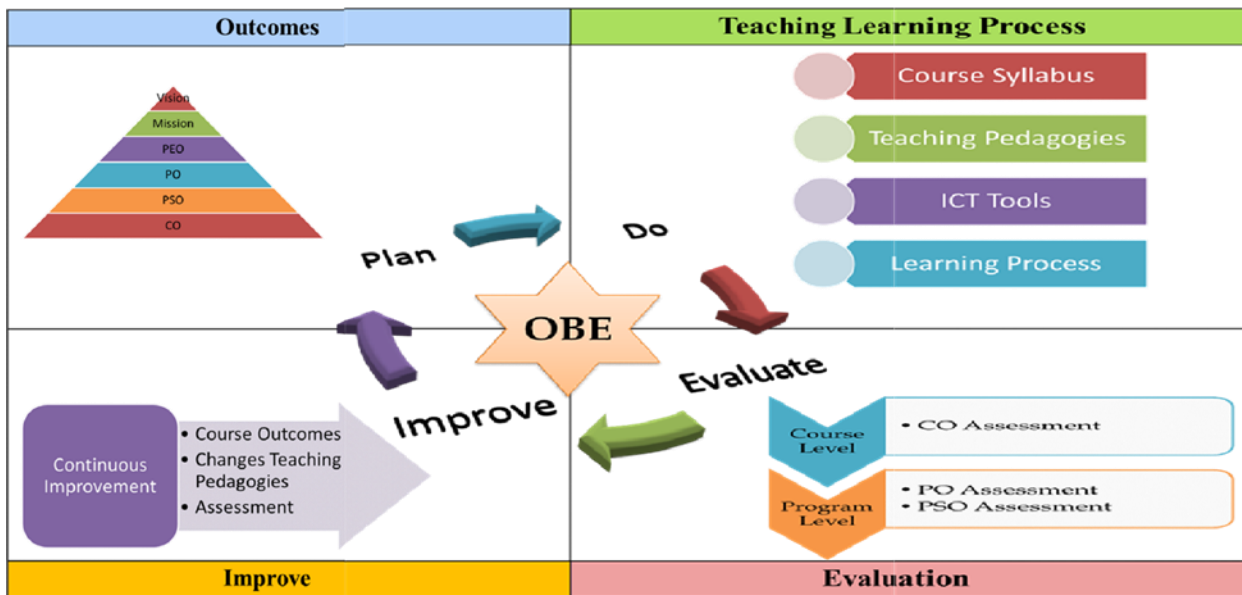 Outcomes
Teaching Learning Process
Vision
Mission
PEO
PO
PSO
CO
Course Syllabus
Teaching Pedagogies
ICT Tools
Learning Process
Plan
Do
OBE
Improve
Evaluate
Continuous
Improvement
• Course Outcomes
• Changes Teaching
Pedagogies
• Assessment
Course
Level
• CO Assessment
Program
Level
• PO Assessment
• PSO Assessment
Improve
Evaluation